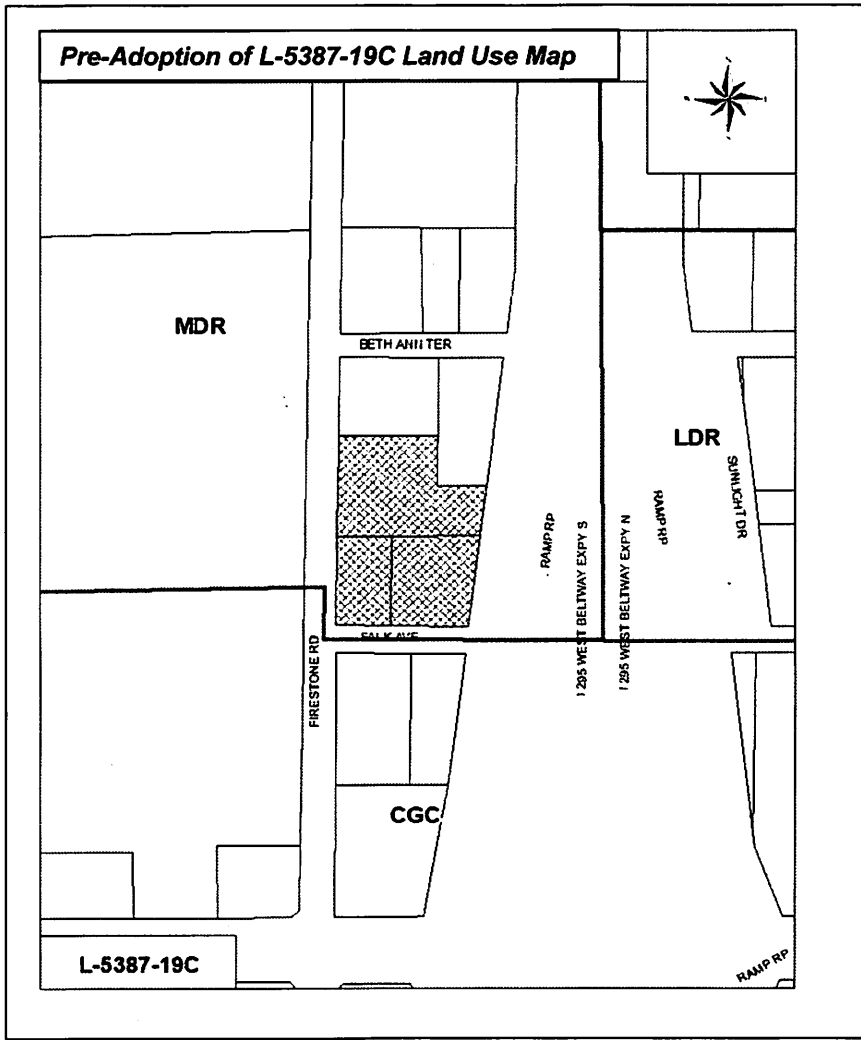 Pre-Adoption of L-5387-19C Land Use Map
MDR
BETH ANN TER
LDR
SUNLIGHT DR
RAMP RP
RAMP RP
I 295 WEST BELTWAY EXPY S
I 295 WEST BELTWAY EXPY N
FALK AVE
FIRESTONE RD
CGC
L-5387-19C
RAMP RP